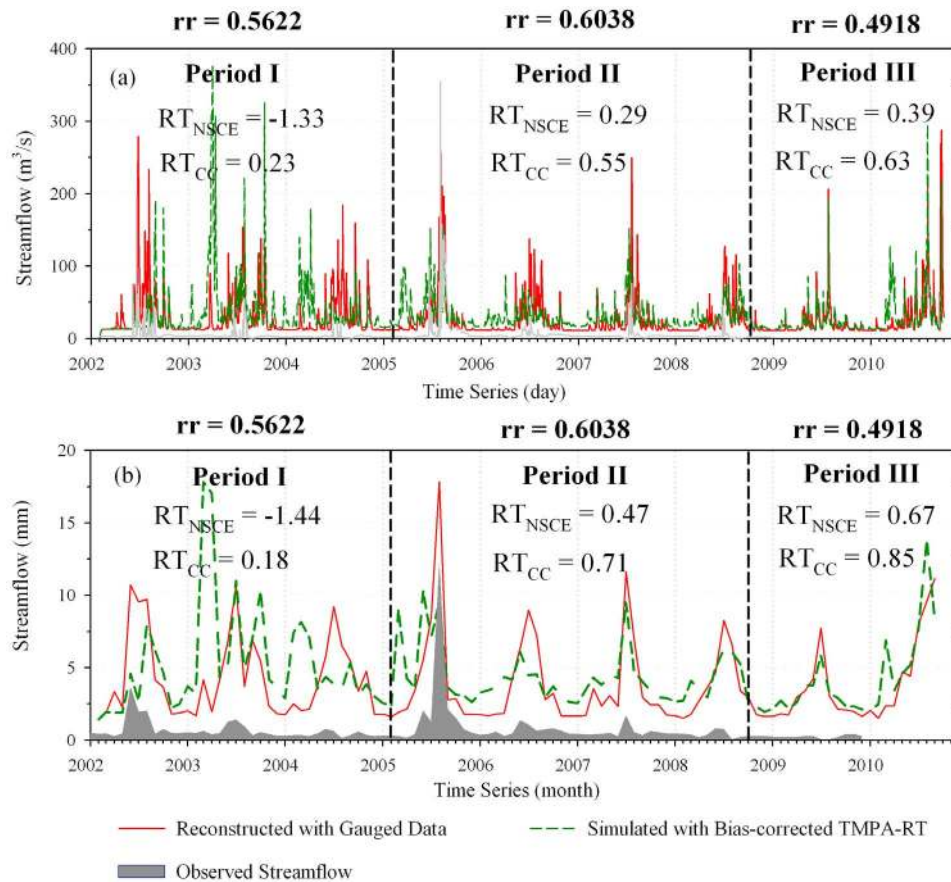 rr = 0.5622 rr = 0.6038 rr = 0.4918
400
(a) Period I Period II Period III
RT_NSCE = -1.33 RT_NSCE = 0.29 RT_NSCE = 0.39
300
RT_CC = 0.23 RT_CC = 0.55 RT_CC = 0.63
200
100
0
Streamflow (m³/s)
2002 2003 2004 2005 2006 2007 2008 2009 2010
Time Series (day)
rr = 0.5622 rr = 0.6038 rr = 0.4918
20
(b) Period I Period II Period III
RT_NSCE = -1.44 RT_NSCE = 0.47 RT_NSCE = 0.67
15
RT_CC = 0.18 RT_CC = 0.71 RT_CC = 0.85
10
5
0
Streamflow (mm)
2002 2003 2004 2005 2006 2007 2008 2009 2010
Time Series (month)
Reconstructed with Gauged Data Simulated with Bias-corrected TMPA-RT
Observed Streamflow